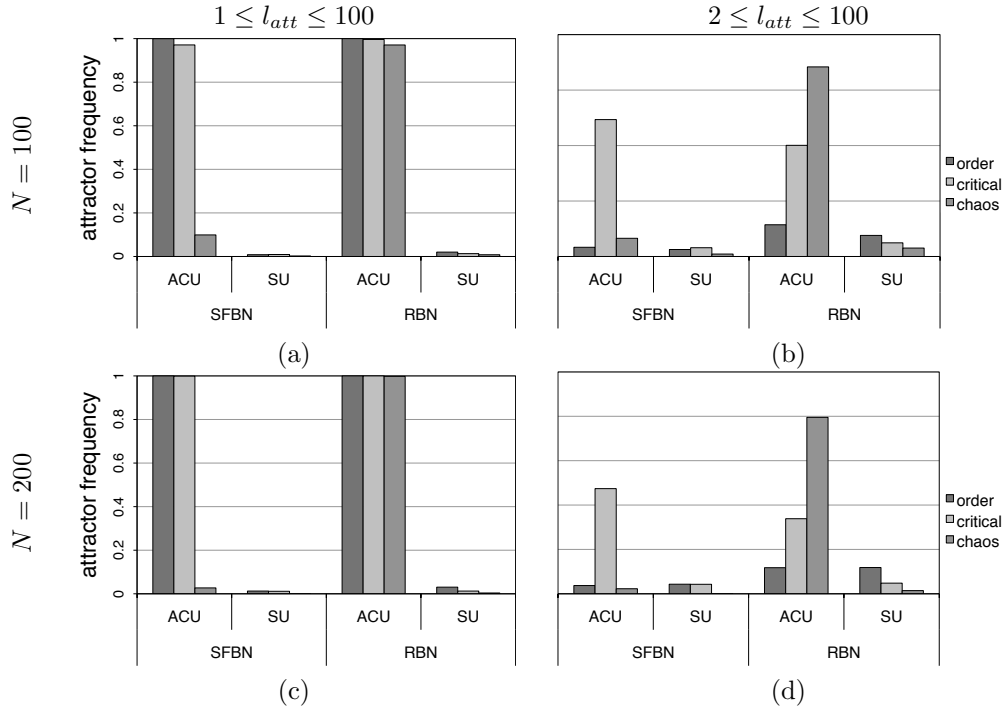 1 ≤ l_att ≤ 100
2 ≤ l_att ≤ 100
N = 100
attractor frequency
1
0.8
0.6
0.4
0.2
0
ACU SU ACU SU
SFBN RBN
(a)
ACU SU ACU SU
SFBN RBN
order
critical
chaos
(b)
N = 200
attractor frequency
1
0.8
0.6
0.4
0.2
0
ACU SU ACU SU
SFBN RBN
(c)
ACU SU ACU SU
SFBN RBN
order
critical
chaos
(d)